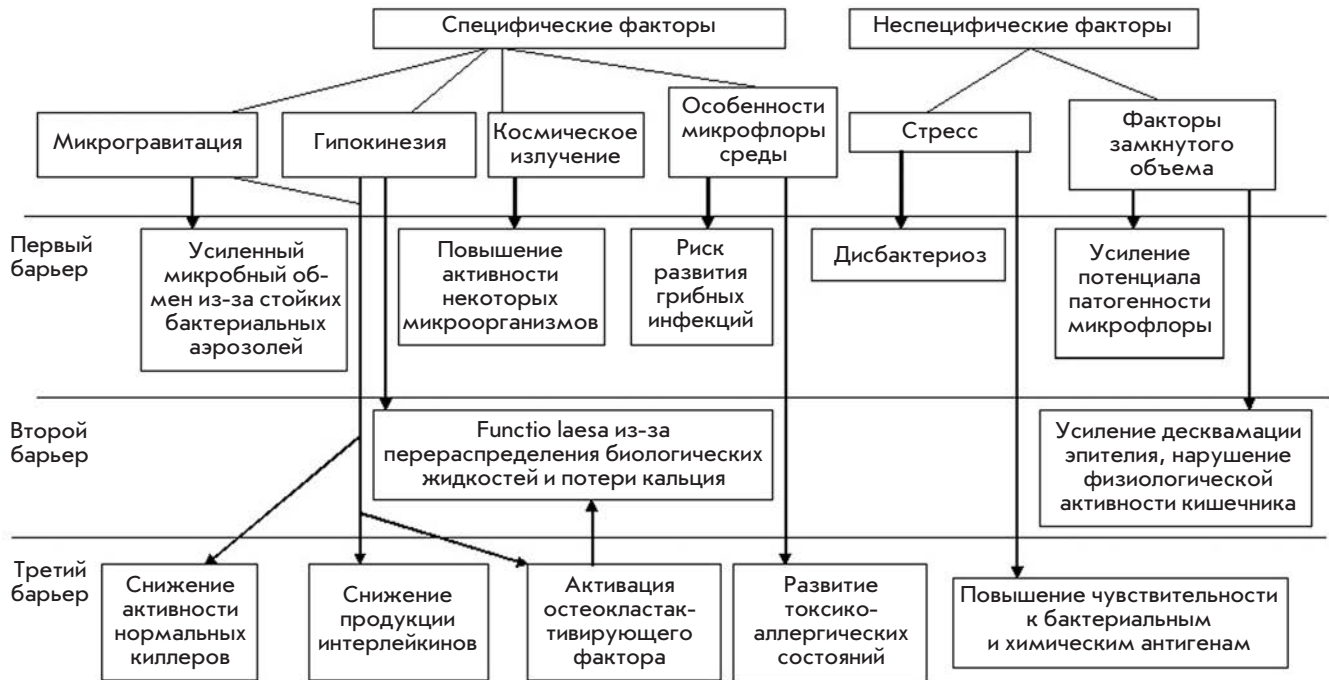 Специфические факторы
Неспецифические факторы
Микрогравитация
Гипокинезия
Космическое
излучение
Особенности
микрофлоры
среды
Стресс
Факторы
замкнутого
объема
Первый
барьер
Усиленный
микробный об-
мен из-за стойких
бактериальных
аэрозолей
Повышение
активности
некоторых
микроорганизмов
Риск
развития
грибных
инфекций
Дисбактериоз
Усиление
потенциала
патогенности
микрофлоры
Второй
барьер
Functio laesa из-за
перераспределения биологических
жидкостей и потери кальция
Усиление десквамации
эпителия, нарушение
физиологической
активности кишечника
Третий
барьер
Снижение
активности
нормальных
киллеров
Снижение
продукции
интерлейкинов
Активация
остеокластак-
тивирующего
фактора
Развитие
токсико-
аллергических
состояний
Повышение чувствительности
к бактериальным
и химическим антигенам